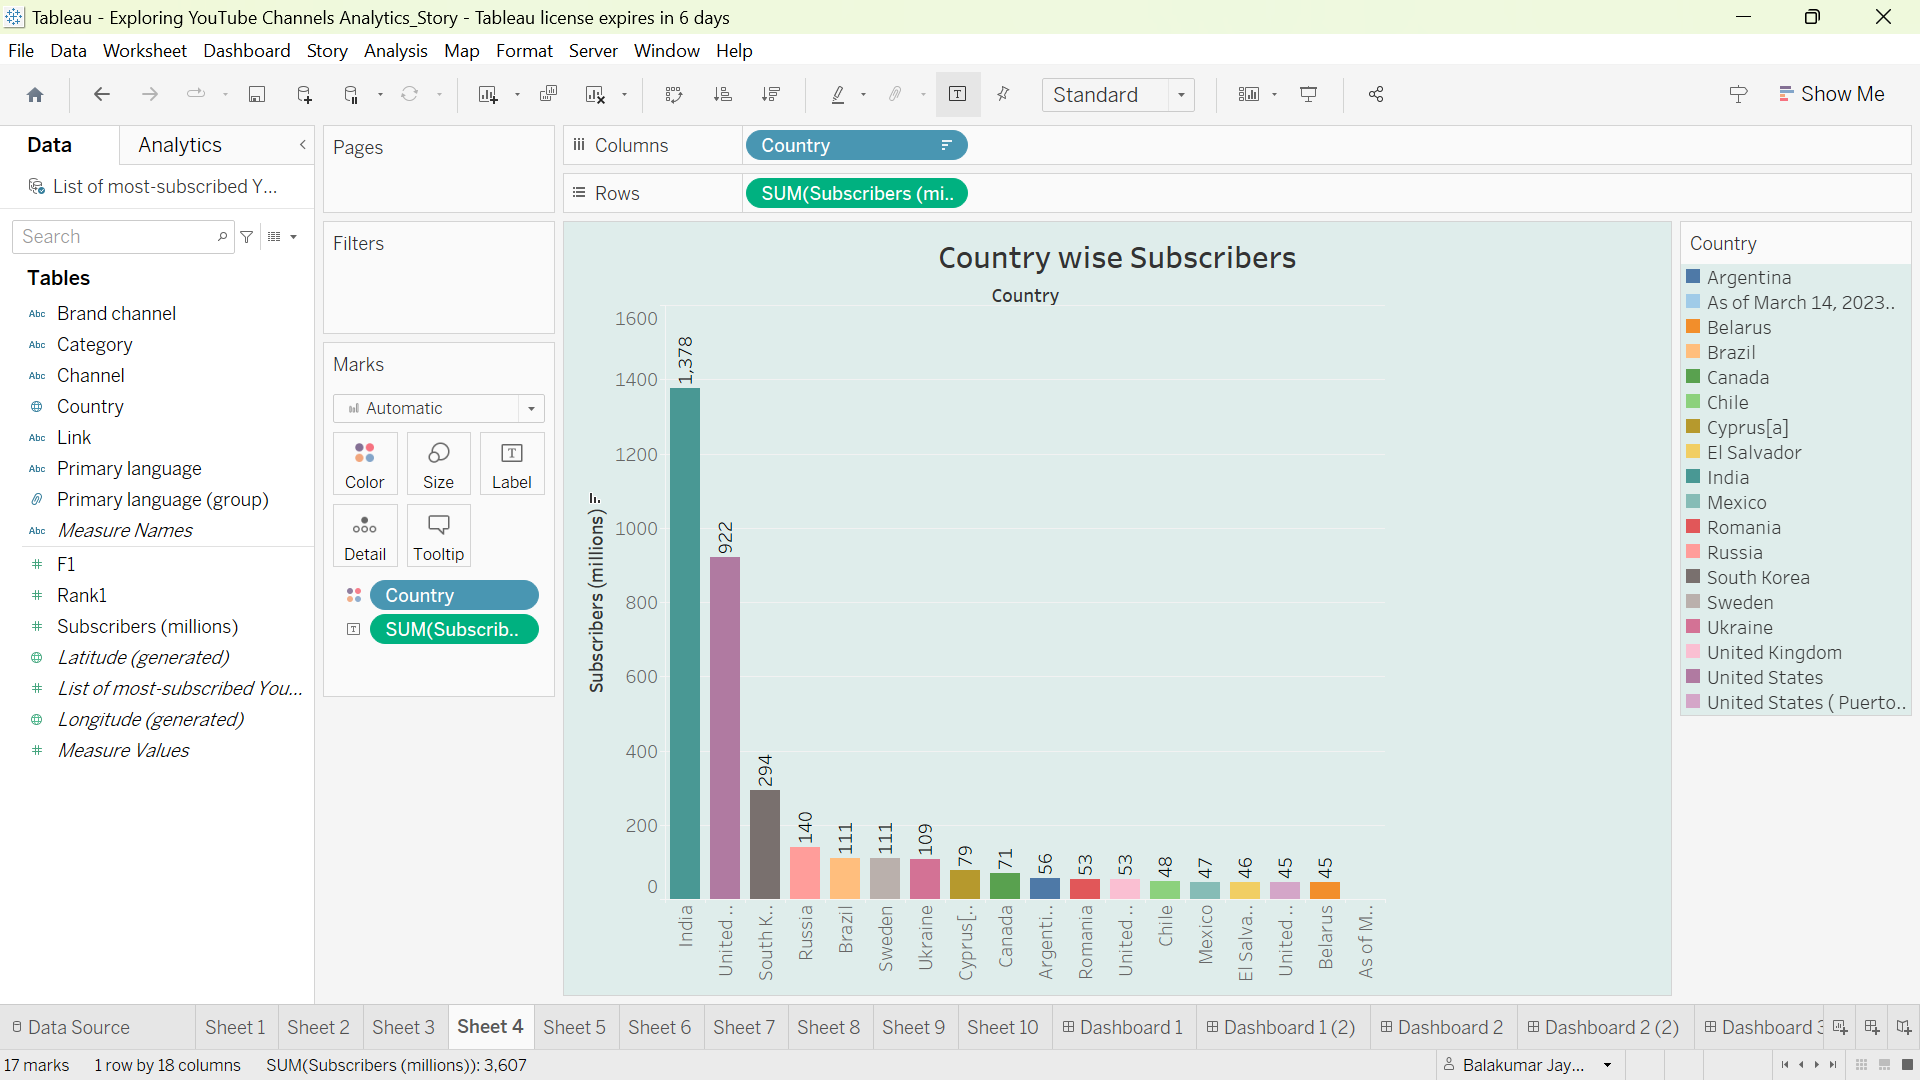 Tableau - Exploring YouTube Channels Analytics_Story - Tableau license expires in 6 days
File Data Worksheet Dashboard Story Analysis Map Format Server Window Help
Standard
Show Me
Data Analytics
List of most-subscribed Y...
Search
Tables
Abc Brand channel
Abc Category
Abc Channel
Country
Abc Link
Abc Primary language
Primary language (group)
Abc Measure Names
# F1
# Rank1
# Subscribers (millions)
Latitude (generated)
# List of most-subscribed You...
Longitude (generated)
# Measure Values
Pages
Filters
Marks
Automatic
Color Size Label
Detail Tooltip
Country
SUM(Subscrib..
Columns Country
Rows SUM(Subscribers (mi..
Country wise Subscribers
Country
Subscribers (millions)
1600
1400
1200
1000
800
600
400
200
0
1,378
922
294
140
111
111
109
79
71
56
53
53
48
47
46
45
45
India
United ..
South K..
Russia
Brazil
Sweden
Ukraine
Cyprus[..
Canada
Argenti..
Romania
United ..
Chile
Mexico
El Salva..
United ..
Belarus
As of M..
Country
Argentina
As of March 14, 2023..
Belarus
Brazil
Canada
Chile
Cyprus[a]
El Salvador
India
Mexico
Romania
Russia
South Korea
Sweden
Ukraine
United Kingdom
United States
United States ( Puerto..
Data Source Sheet 1 Sheet 2 Sheet 3 Sheet 4 Sheet 5 Sheet 6 Sheet 7 Sheet 8 Sheet 9 Sheet 10 Dashboard 1 Dashboard 1 (2) Dashboard 2 Dashboard 2 (2) Dashboard 3
17 marks 1 row by 18 columns SUM(Subscribers (millions)): 3,607 Balakumar Jay...